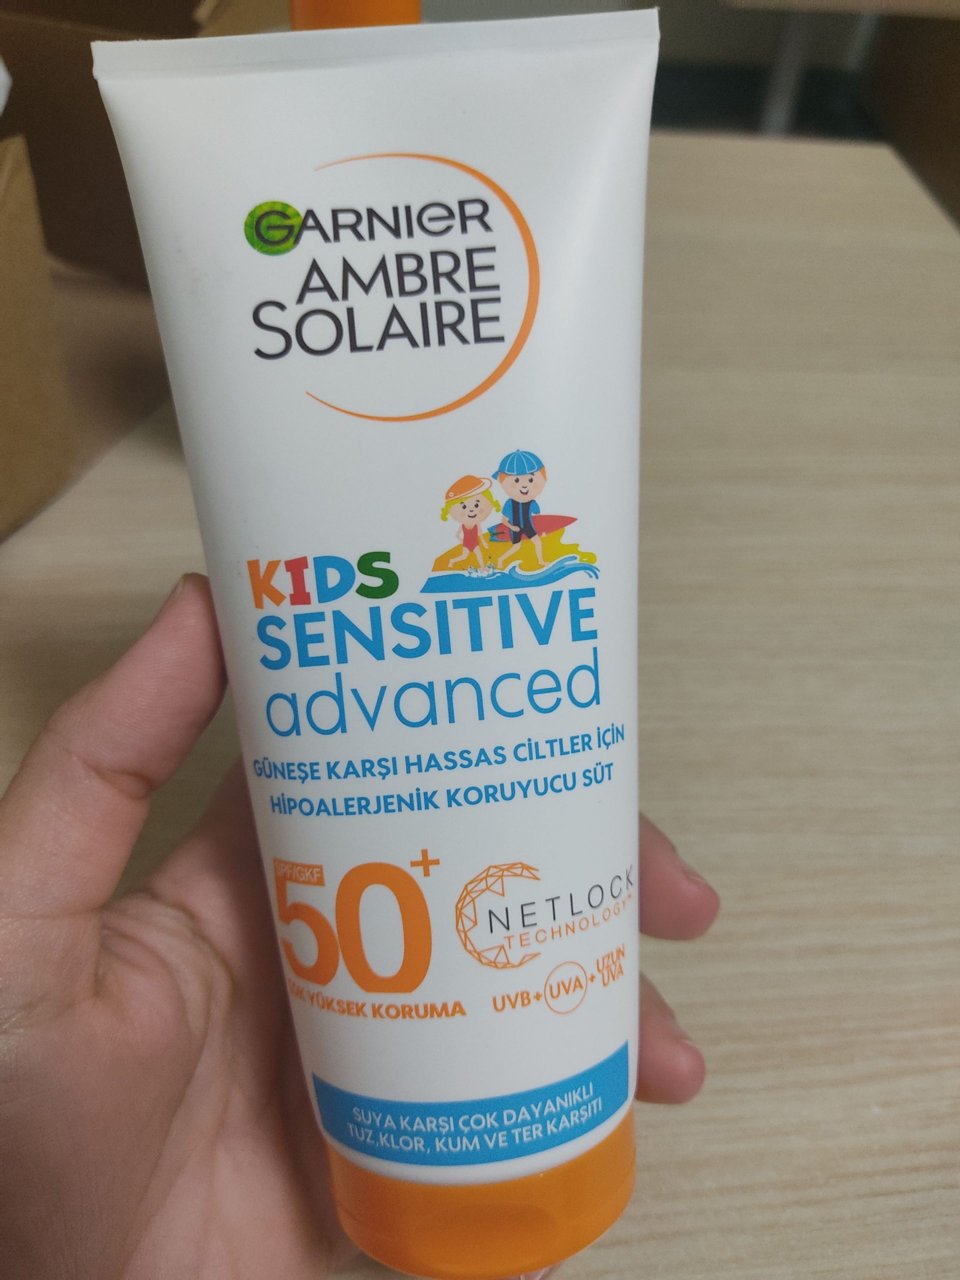 GARNIER
AMBRE
SOLAIRE
KIDS
SENSITIVE
advanced
GÜNEŞE KARŞI HASSAS CİLTLER İÇİN
HİPOALERJENİK KORUYUCU SÜT
SPF/GKF
50+
ÇOK YÜKSEK KORUMA
NETLOCK
TECHNOLOGY
UVB + UVA + UZUN UVA
SUYA KARŞI ÇOK DAYANIKLI
TUZ,KLOR, KUM VE TER KARŞITI